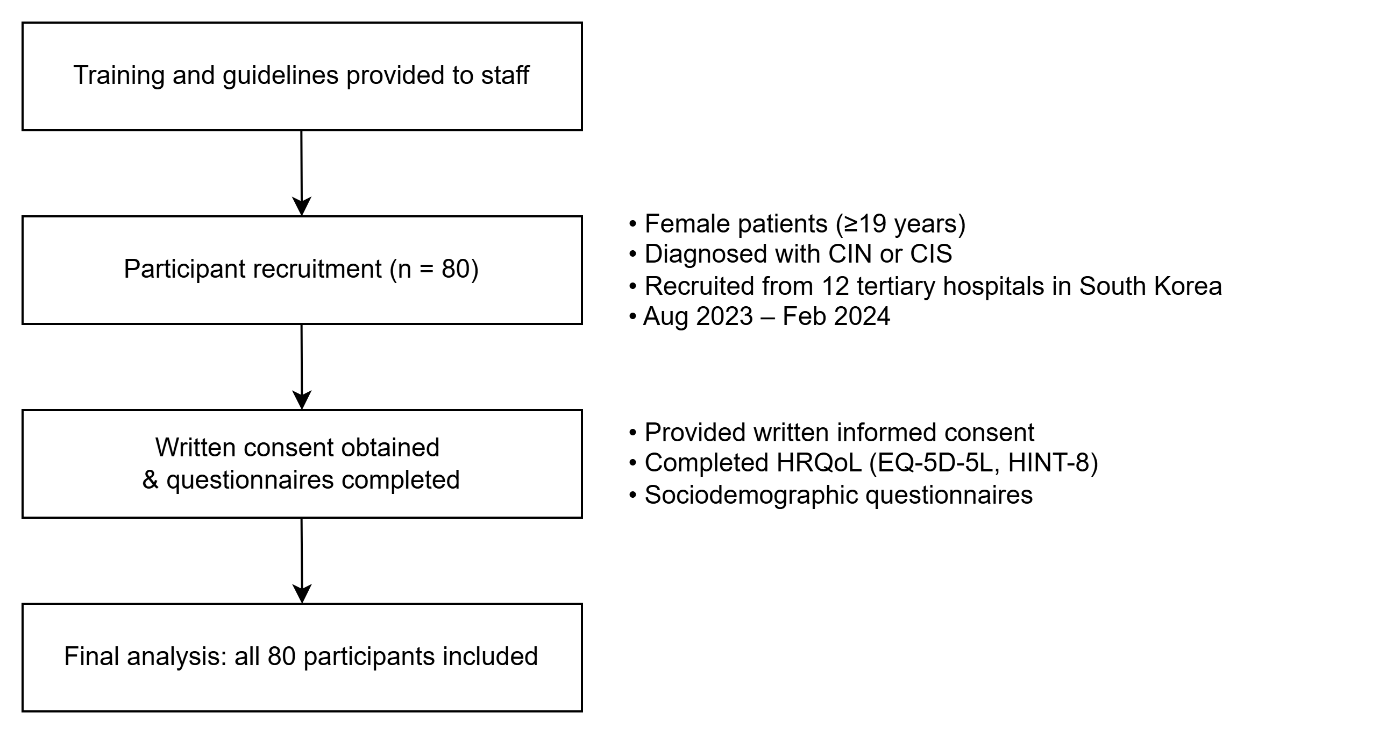 Training and guidelines provided to staff
Participant recruitment (n = 80)
• Female patients (≥19 years)
• Diagnosed with CIN or CIS
• Recruited from 12 tertiary hospitals in South Korea
• Aug 2023 – Feb 2024
Written consent obtained
& questionnaires completed
• Provided written informed consent
• Completed HRQoL (EQ-5D-5L, HINT-8)
• Sociodemographic questionnaires
Final analysis: all 80 participants included